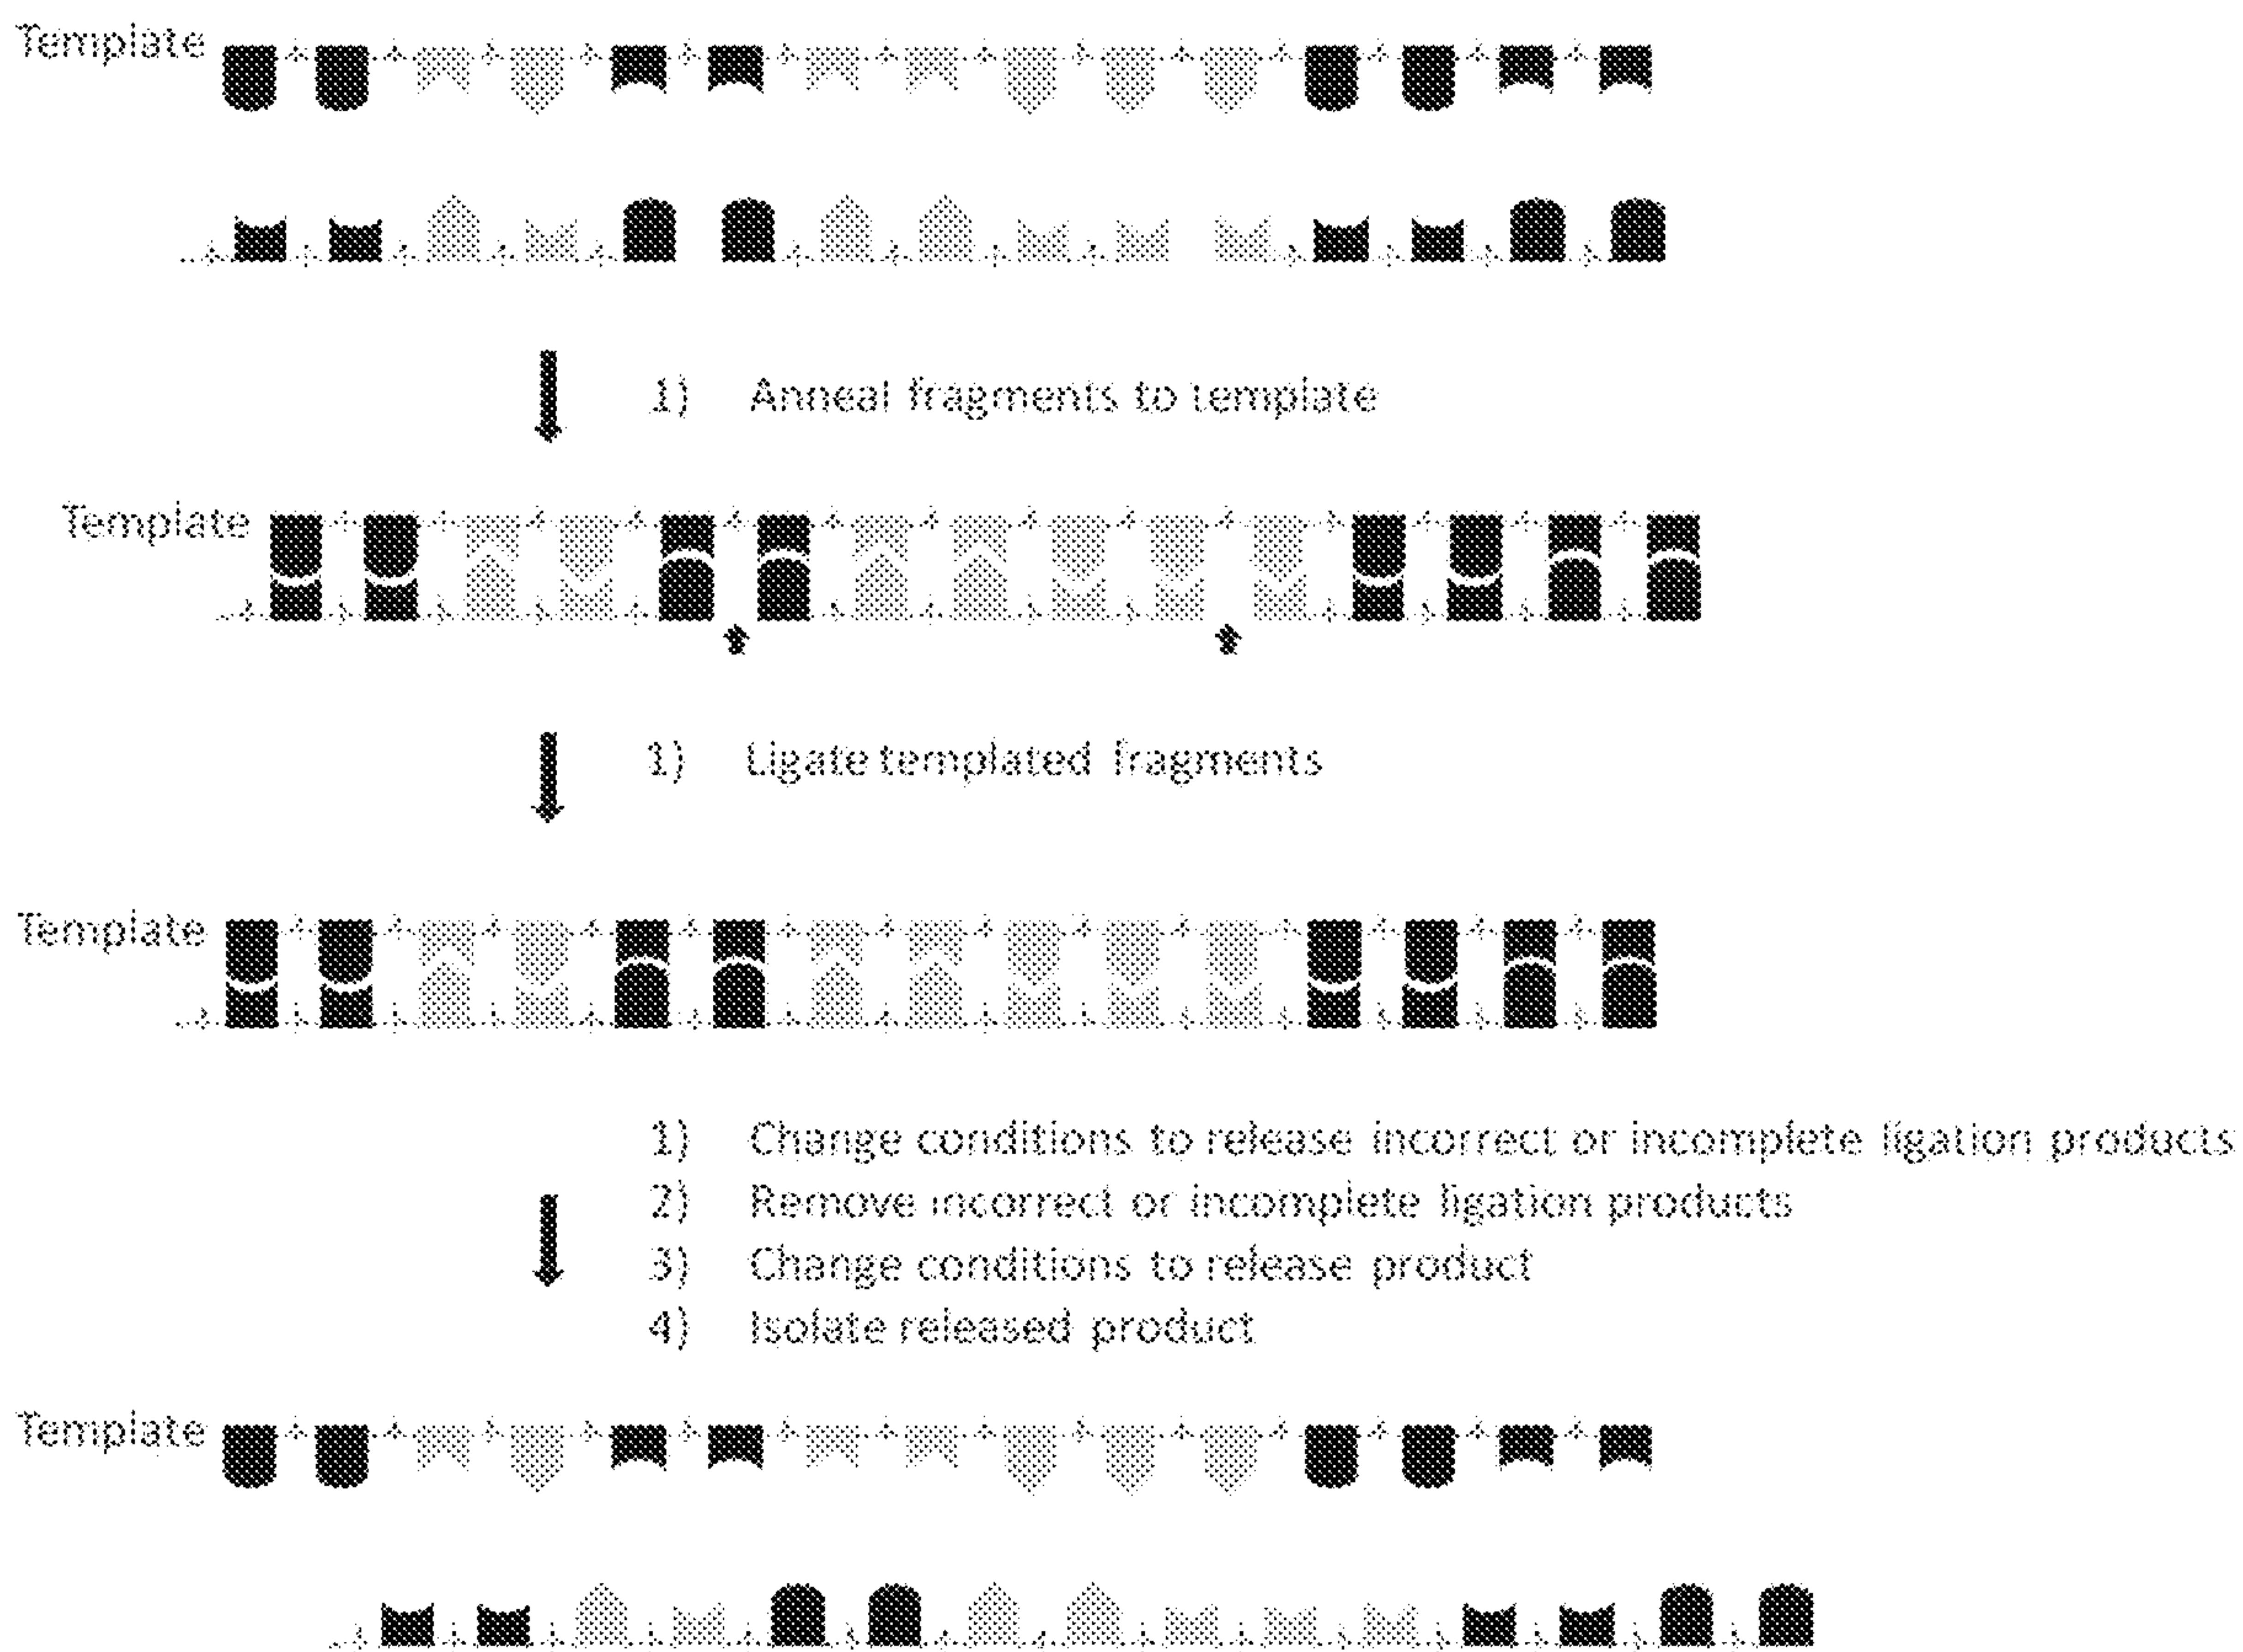 Template
1) Anneal fragments to template
Template
1) Ligate templated fragments
Template
1) Change conditions to release incorrect or incomplete ligation products
2) Remove incorrect or incomplete ligation products
3) Change conditions to release product
4) Isolate released product
Template